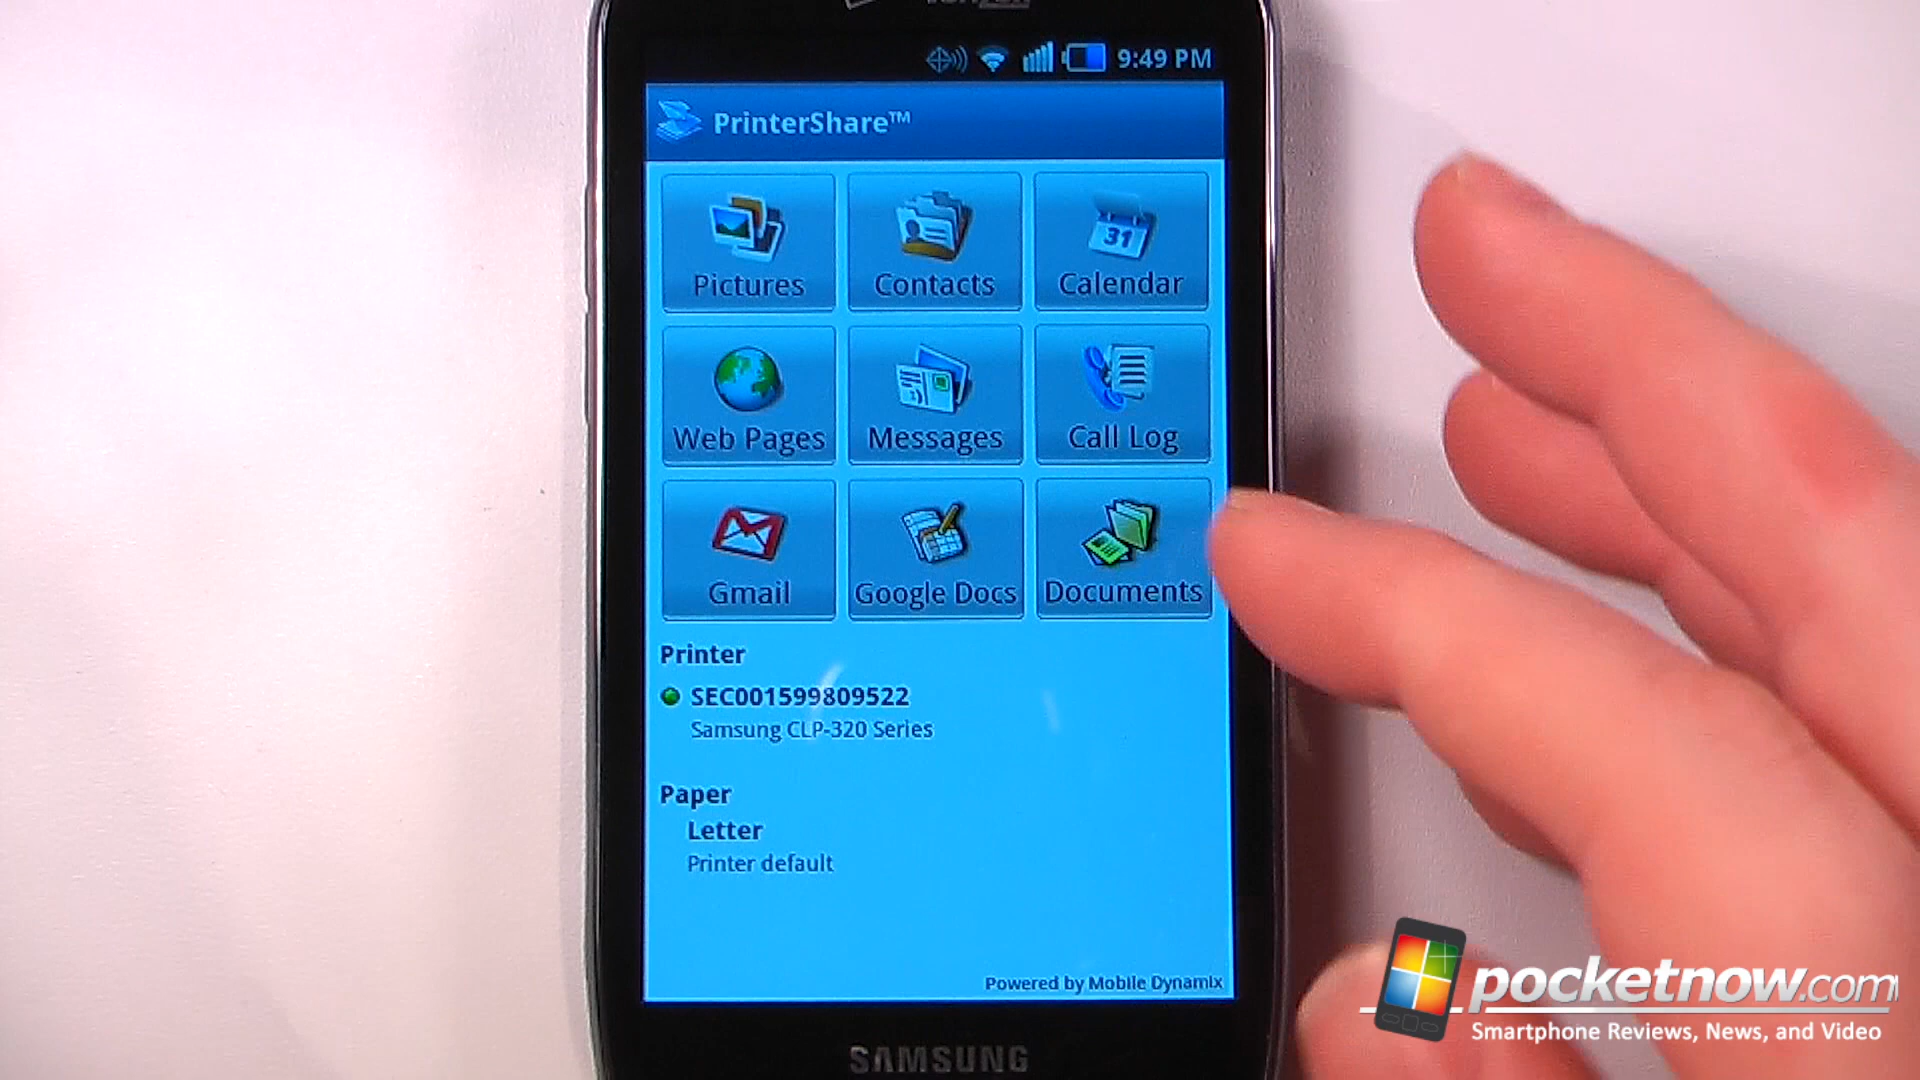 verizon
9:49 PM
PrinterShare™
Pictures
Contacts
31
Calendar
Web Pages
Messages
Call Log
Gmail
Google Docs
Documents
Printer
SEC001599809522
Samsung CLP-320 Series
Paper
Letter
Printer default
Powered by Mobile Dynamix
SAMSUNG
pocketnow.com
Smartphone Reviews, News, and Video